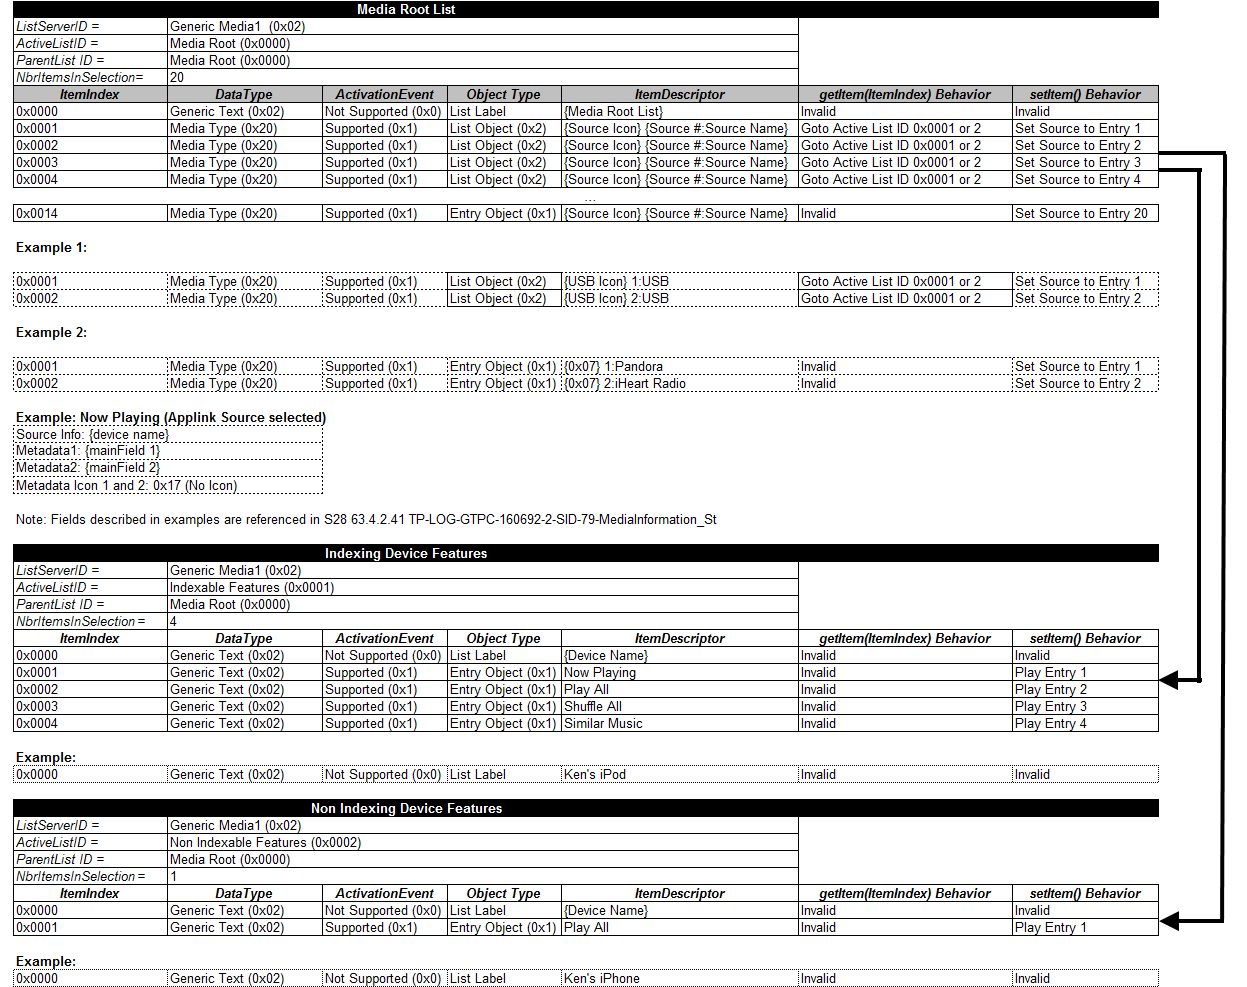 Media Root List
ListServerID = Generic Media1 (0x02)
ActiveListID = Media Root (0x0000)
ParentList ID = Media Root (0x0000)
NbrItemsInSelection= 20
ItemIndex DataType ActivationEvent Object Type ItemDescriptor getItem(ItemIndex) Behavior setItem() Behavior
0x0000 Generic Text (0x02) Not Supported (0x0) List Label {Media Root List} Invalid Invalid
0x0001 Media Type (0x20) Supported (0x1) List Object (0x2) {Source Icon} {Source #:Source Name} Goto Active List ID 0x0001 or 2 Set Source to Entry 1
0x0002 Media Type (0x20) Supported (0x1) List Object (0x2) {Source Icon} {Source #:Source Name} Goto Active List ID 0x0001 or 2 Set Source to Entry 2
0x0003 Media Type (0x20) Supported (0x1) List Object (0x2) {Source Icon} {Source #:Source Name} Goto Active List ID 0x0001 or 2 Set Source to Entry 3
0x0004 Media Type (0x20) Supported (0x1) List Object (0x2) {Source Icon} {Source #:Source Name} Goto Active List ID 0x0001 or 2 Set Source to Entry 4
...
0x0014 Media Type (0x20) Supported (0x1) Entry Object (0x1) {Source Icon} {Source #:Source Name} Invalid Set Source to Entry 20
Example 1:
0x0001 Media Type (0x20) Supported (0x1) List Object (0x2) {USB Icon} 1:USB Goto Active List ID 0x0001 or 2 Set Source to Entry 1
0x0002 Media Type (0x20) Supported (0x1) List Object (0x2) {USB Icon} 2:USB Goto Active List ID 0x0001 or 2 Set Source to Entry 2
Example 2:
0x0001 Media Type (0x20) Supported (0x1) Entry Object (0x1) {0x07} 1:Pandora Invalid Set Source to Entry 1
0x0002 Media Type (0x20) Supported (0x1) Entry Object (0x1) {0x07} 2:iHeart Radio Invalid Set Source to Entry 2
Example: Now Playing (Applink Source selected)
Source Info: {device name}
Metadata1: {mainField 1}
Metadata2: {mainField 2}
Metadata Icon 1 and 2: 0x17 (No Icon)
Note: Fields described in examples are referenced in S28 63.4.2.41 TP-LOG-GTPC-160692-2-SID-79-MediaInformation_St
Indexing Device Features
ListServerID = Generic Media1 (0x02)
ActiveListID = Indexable Features (0x0001)
ParentList ID = Media Root (0x0000)
NbrItemsInSelection = 4
ItemIndex DataType ActivationEvent Object Type ItemDescriptor getItem(ItemIndex) Behavior setItem() Behavior
0x0000 Generic Text (0x02) Not Supported (0x0) List Label {Device Name} Invalid Invalid
0x0001 Generic Text (0x02) Supported (0x1) Entry Object (0x1) Now Playing Invalid Play Entry 1
0x0002 Generic Text (0x02) Supported (0x1) Entry Object (0x1) Play All Invalid Play Entry 2
0x0003 Generic Text (0x02) Supported (0x1) Entry Object (0x1) Shuffle All Invalid Play Entry 3
0x0004 Generic Text (0x02) Supported (0x1) Entry Object (0x1) Similar Music Invalid Play Entry 4
Example:
0x0000 Generic Text (0x02) Not Supported (0x0) List Label Ken's iPod Invalid Invalid
Non Indexing Device Features
ListServerID = Generic Media1 (0x02)
ActiveListID = Non Indexable Features (0x0002)
ParentList ID = Media Root (0x0000)
NbrItemsInSelection = 1
ItemIndex DataType ActivationEvent Object Type ItemDescriptor getItem(ItemIndex) Behavior setItem() Behavior
0x0000 Generic Text (0x02) Not Supported (0x0) List Label {Device Name} Invalid Invalid
0x0001 Generic Text (0x02) Supported (0x1) Entry Object (0x1) Play All Invalid Play Entry 1
Example:
0x0000 Generic Text (0x02) Not Supported (0x0) List Label Ken's iPhone Invalid Invalid